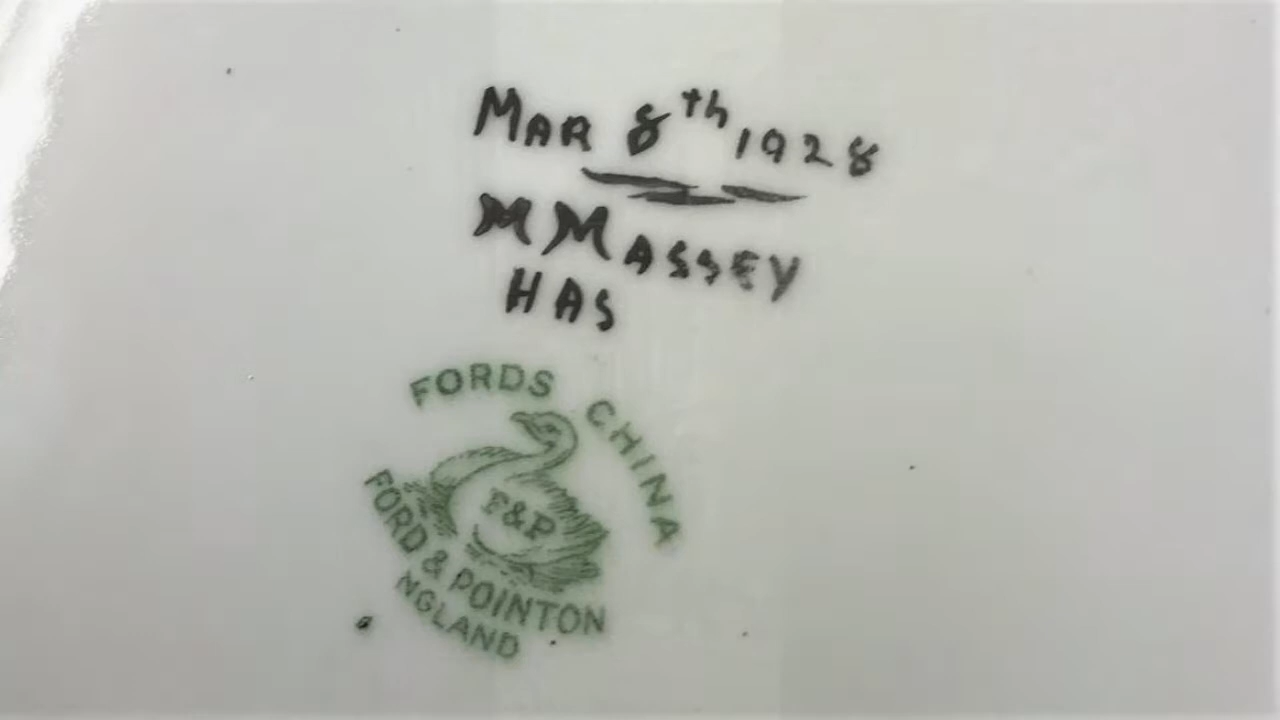 MAR 8th 1928
M MASSEY
HAS
FORDS CHINA
F&P
FORD & POINTON
NGLAND